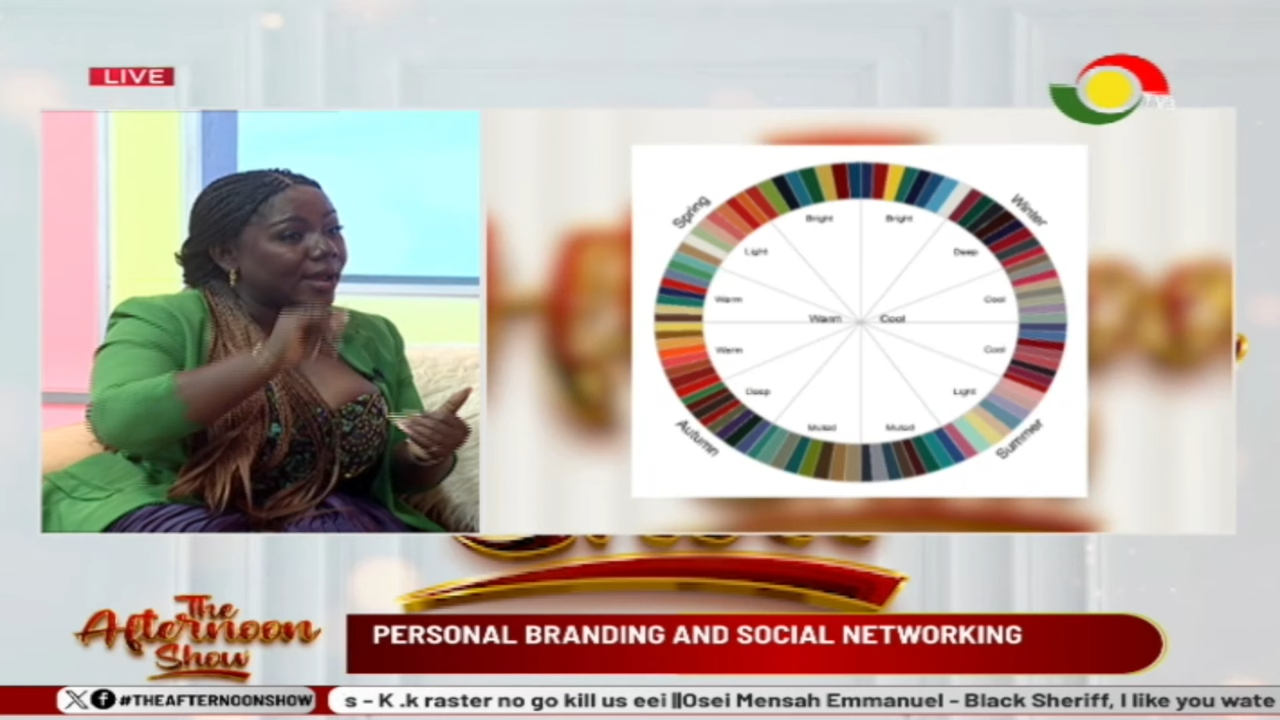 LIVE
Spring
Winter
Bright
Bright
Light
Deep
Warm
Cool
Warm
Cool
Warm
Cool
Deep
Light
Muted
Muted
Autumn
Summer
The
Afternoon
Show
PERSONAL BRANDING AND SOCIAL NETWORKING
#THEAFTERNOONSHOW
s - K .k raster no go kill us eei ||Osei Mensah Emmanuel - Black Sheriff, I like you wate